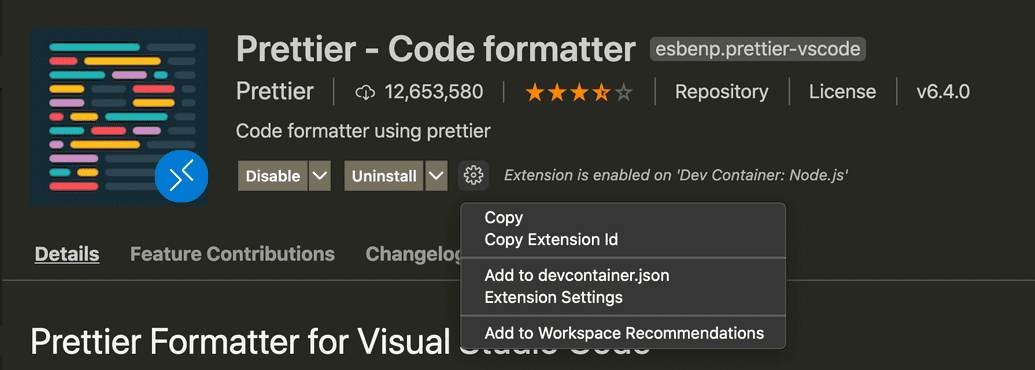 Prettier - Code formatter esbenp.prettier-vscode
Prettier 12,653,580 Repository License v6.4.0
Code formatter using prettier
Disable Uninstall Extension is enabled on 'Dev Container: Node.js'
Copy
Copy Extension Id
Add to devcontainer.json
Extension Settings
Add to Workspace Recommendations
Details Feature Contributions Changelog
Prettier Formatter for Visual Studio Code